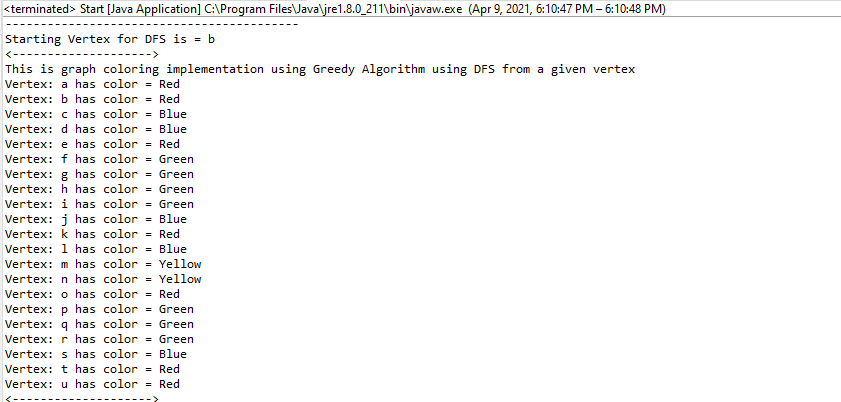 <terminated> Start [Java Application] C:\Program Files\Java\jre1.8.0_211\bin\javaw.exe (Apr 9, 2021, 6:10:47 PM – 6:10:48 PM)
------------------------------------------
Starting Vertex for DFS is = b
<-------------------->
This is graph coloring implementation using Greedy Algorithm using DFS from a given vertex
Vertex: a has color = Red
Vertex: b has color = Red
Vertex: c has color = Blue
Vertex: d has color = Blue
Vertex: e has color = Red
Vertex: f has color = Green
Vertex: g has color = Green
Vertex: h has color = Green
Vertex: i has color = Green
Vertex: j has color = Blue
Vertex: k has color = Red
Vertex: l has color = Blue
Vertex: m has color = Yellow
Vertex: n has color = Yellow
Vertex: o has color = Red
Vertex: p has color = Green
Vertex: q has color = Green
Vertex: r has color = Green
Vertex: s has color = Blue
Vertex: t has color = Red
Vertex: u has color = Red
<-------------------->